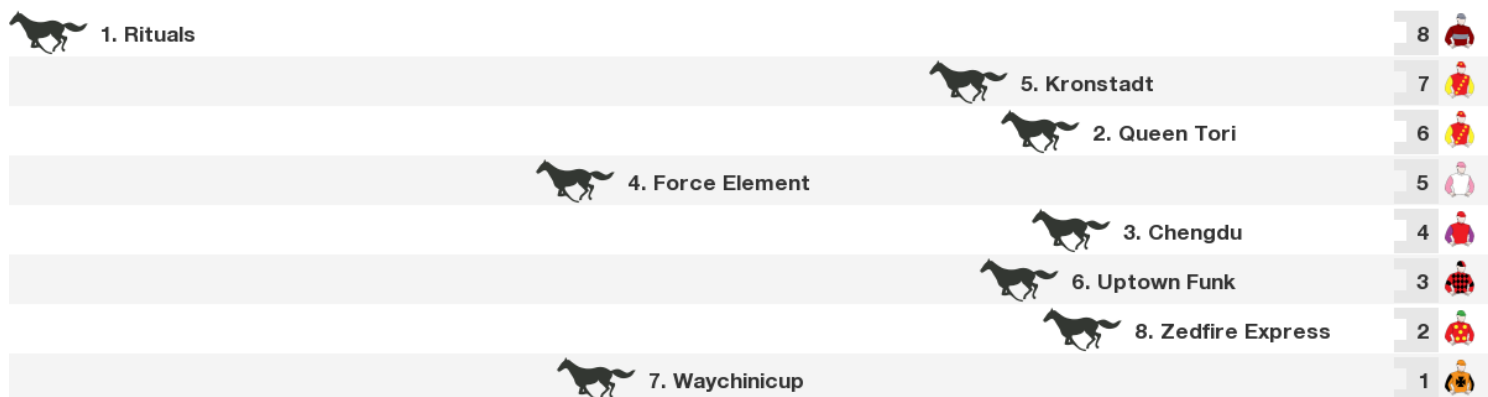 1. Rituals 8
5. Kronstadt 7
2. Queen Tori 6
4. Force Element 5
3. Chengdu 4
6. Uptown Funk 3
8. Zedfire Express 2
7. Waychinicup 1